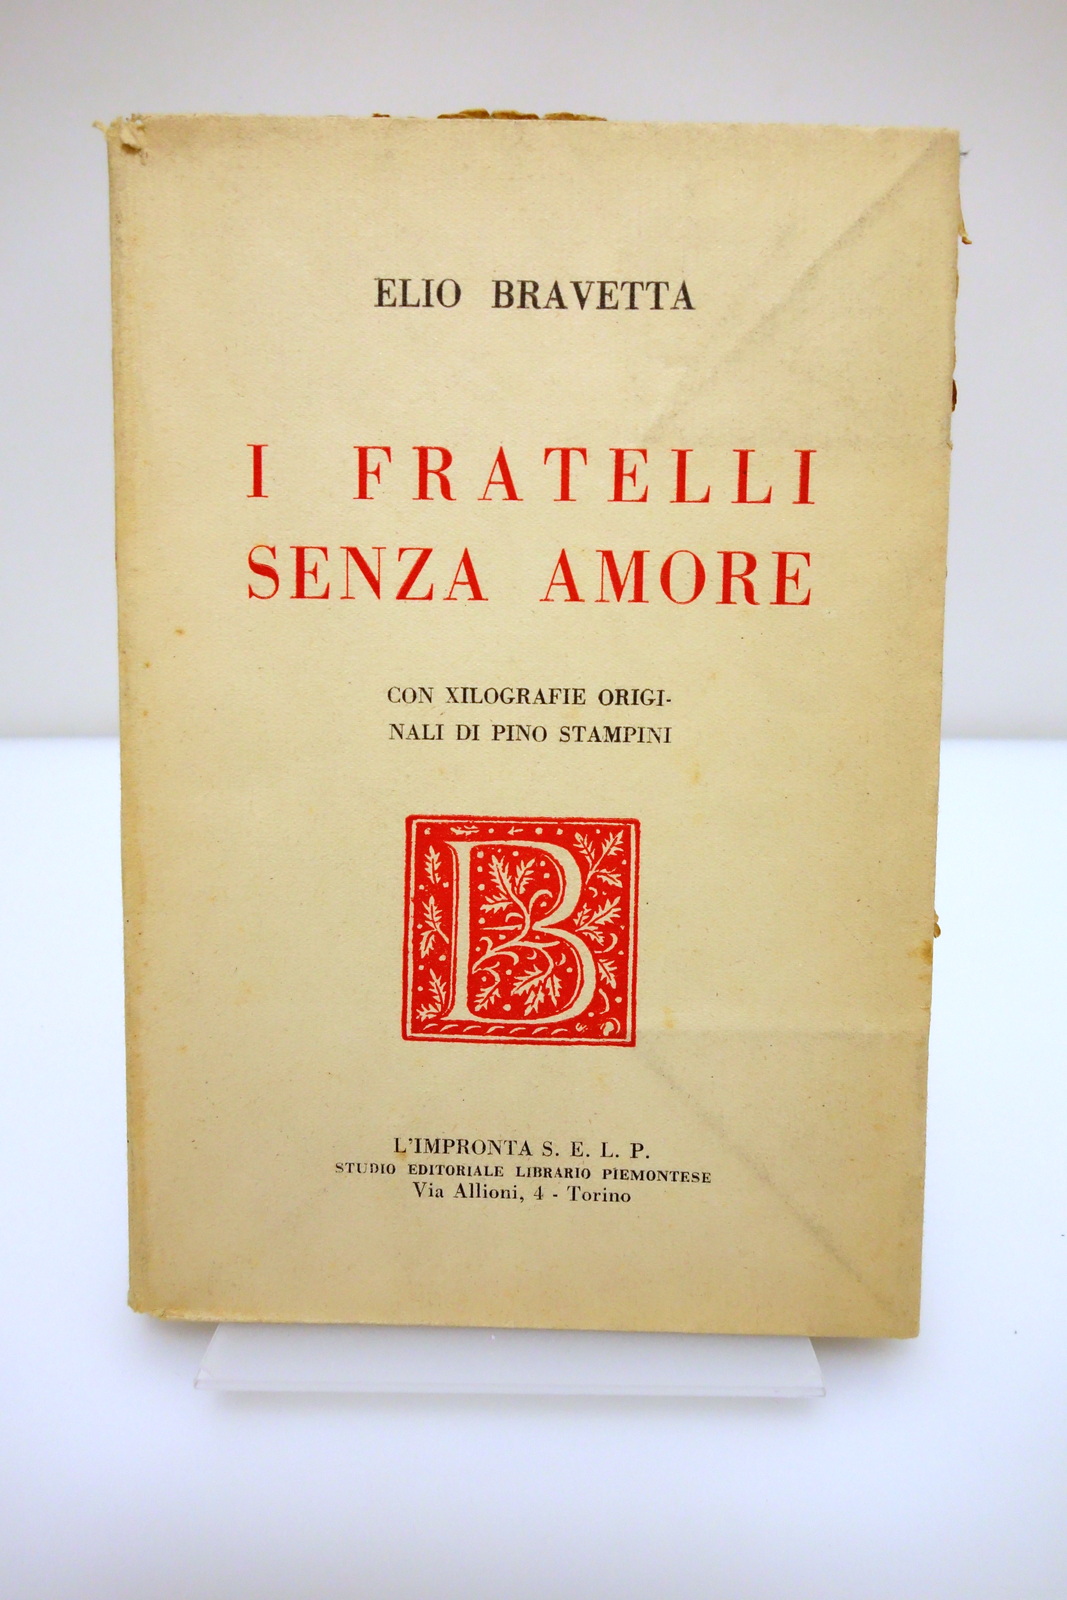 ELIO BRAVETTA
I FRATELLI
SENZA AMORE
CON XILOGRAFIE ORIGI-
NALI DI PINO STAMPINI
B
L'IMPRONTA S. E. L. P.
STUDIO EDITORIALE LIBRARIO PIEMONTESE
Via Allioni, 4 - Torino